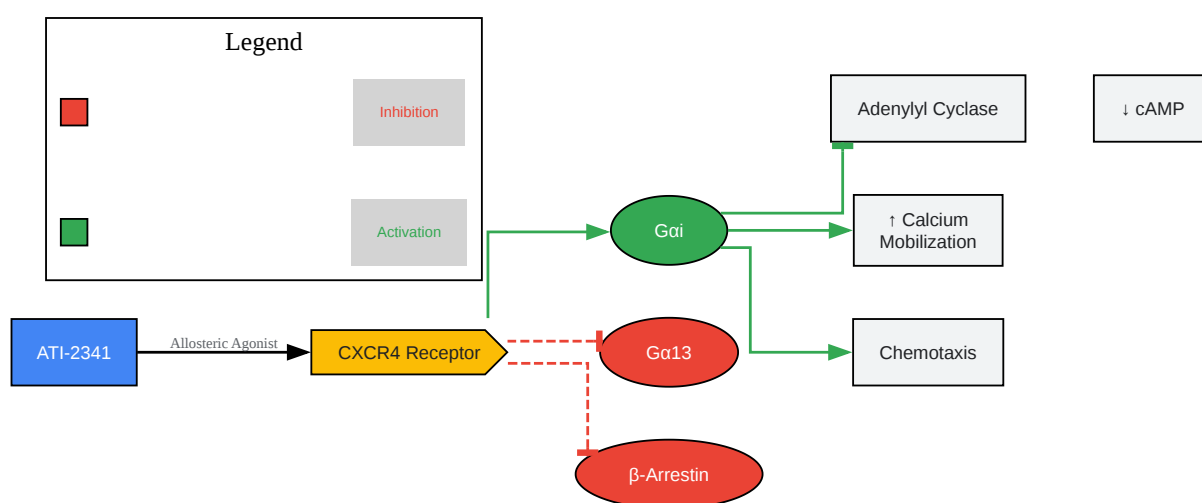 Legend
Inhibition
Activation
Adenylyl Cyclase
↓ cAMP
Gαi
↑ Calcium
Mobilization
ATI-2341
Allosteric Agonist
CXCR4 Receptor
Gα13
Chemotaxis
β-Arrestin